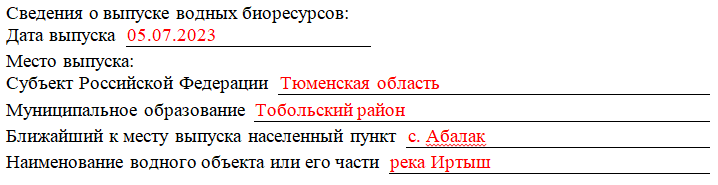 Сведения о выпуске водных биоресурсов:
Дата выпуска 05.07.2023
Место выпуска:
Субъект Российской Федерации Тюменская область
Муниципальное образование Тобольский район
Ближайший к месту выпуска населенный пункт с. Абалак
Наименование водного объекта или его части река Иртыш